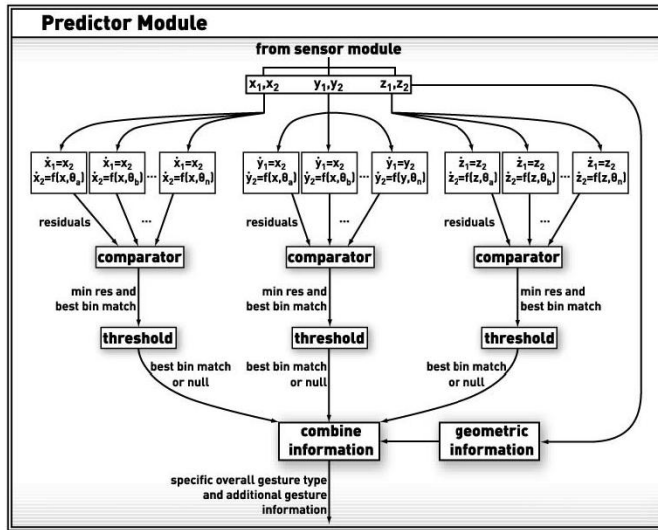 Predictor Module
from sensor module
x₁,x₂ y₁,y₂ z₁,z₂
ẋ₁=x₂ ẋ₁=x₂ ẋ₁=x₂ ẏ₁=x₂ ẏ₁=x₂ ẏ₁=y₂ ż₁=z₂ ż₁=z₂ ż₁=z₂
ẋ₂=f(x,θₐ) ẋ₂=f(x,θ_b) ... ẋ₂=f(x,θₙ) ẏ₂=f(x,θₐ) ẏ₂=f(x,θ_b) ... ẏ₂=f(y,θₙ) ż₂=f(z,θₐ) ż₂=f(z,θ_b) ... ż₂=f(z,θₙ)
residuals ... residuals ... residuals ...
comparator comparator comparator
min res and min res and min res and
best bin match best bin match best bin match
threshold threshold threshold
best bin match best bin match best bin match
or null or null or null
combine geometric
information information
specific overall gesture type
and additional gesture
information